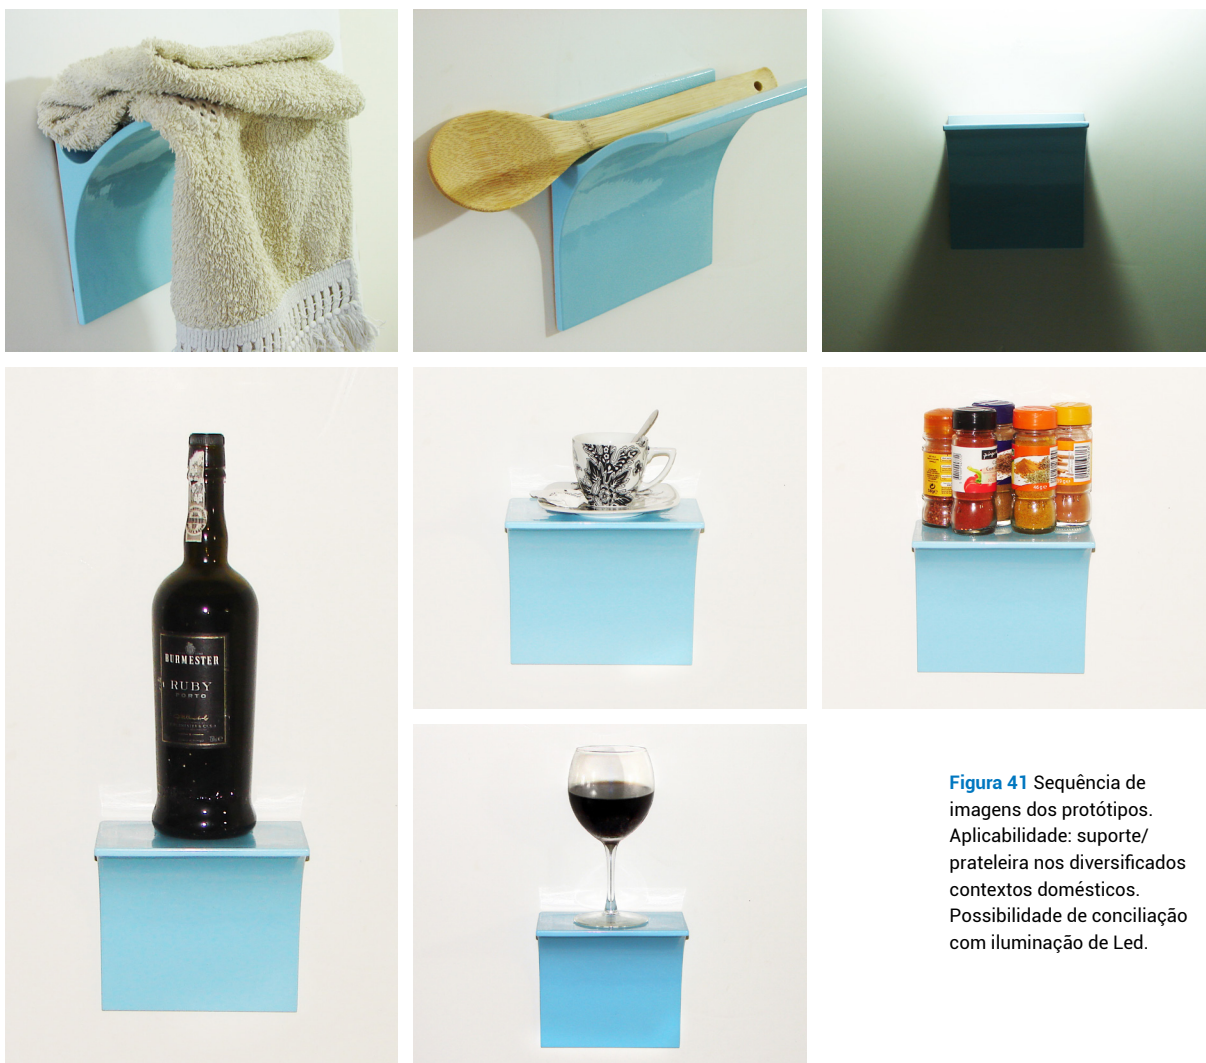 BURMESTER
RUBY
PORTO
Figura 41 Sequência de
imagens dos protótipos.
Aplicabilidade: suporte/
prateleira nos diversificados
contextos domésticos.
Possibilidade de conciliação
com iluminação de Led.